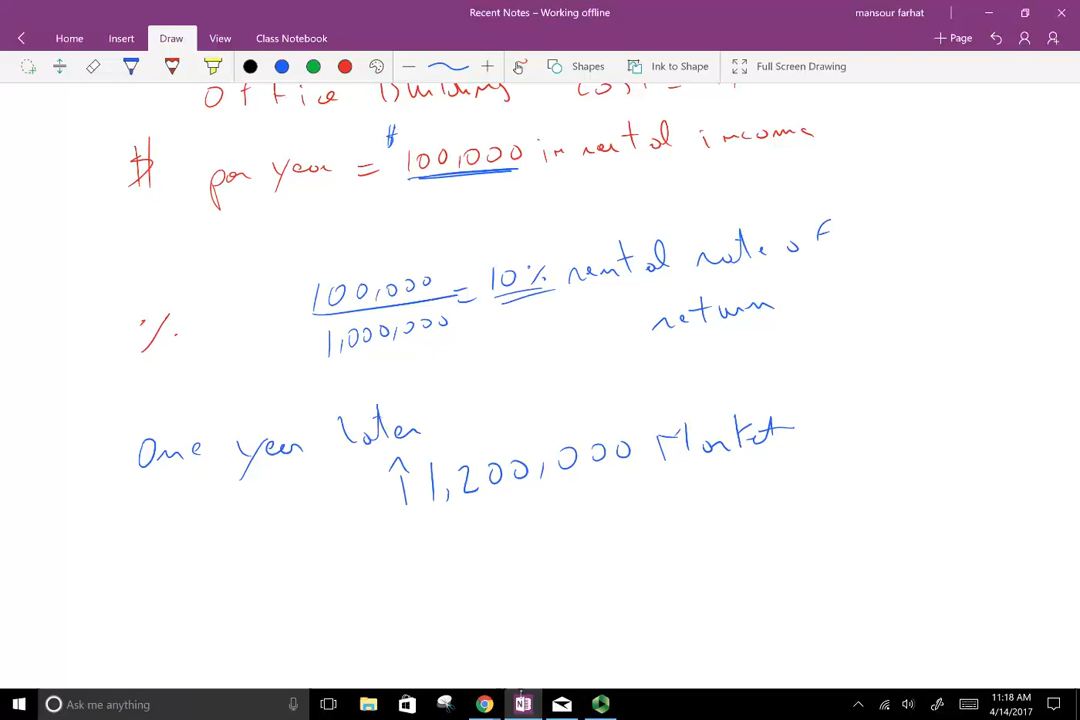 Recent Notes – Working offline
mansour farhat
Home Insert Draw View Class Notebook
+ Page
Shapes Ink to Shape Full Screen Drawing
Office Building cost =
$ per year = $100,000 in rental income
100,000
1,000,000
= 10% rental rate of
return
%
One year later
↑ 1,200,000 Market
Ask me anything
11:18 AM
4/14/2017